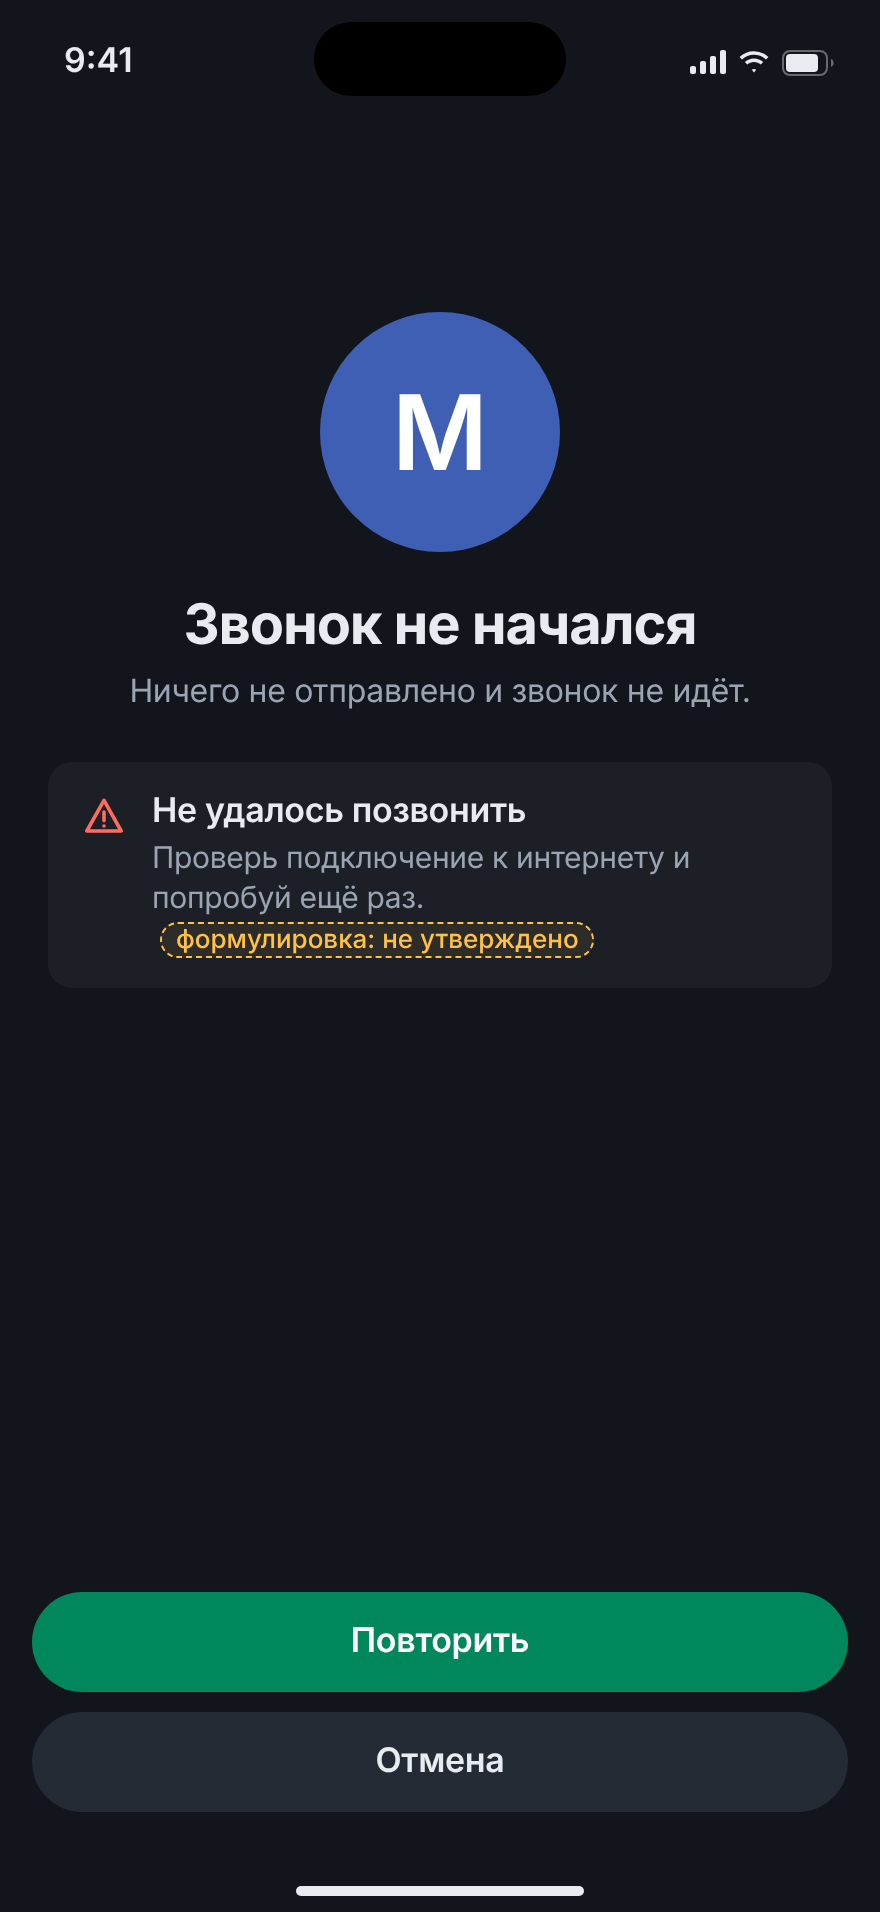 9:41
М
Звонок не начался
Ничего не отправлено и звонок не идёт.
Не удалось позвонить
Проверь подключение к интернету и
попробуй ещё раз.
формулировка: не утверждено
Повторить
Отмена